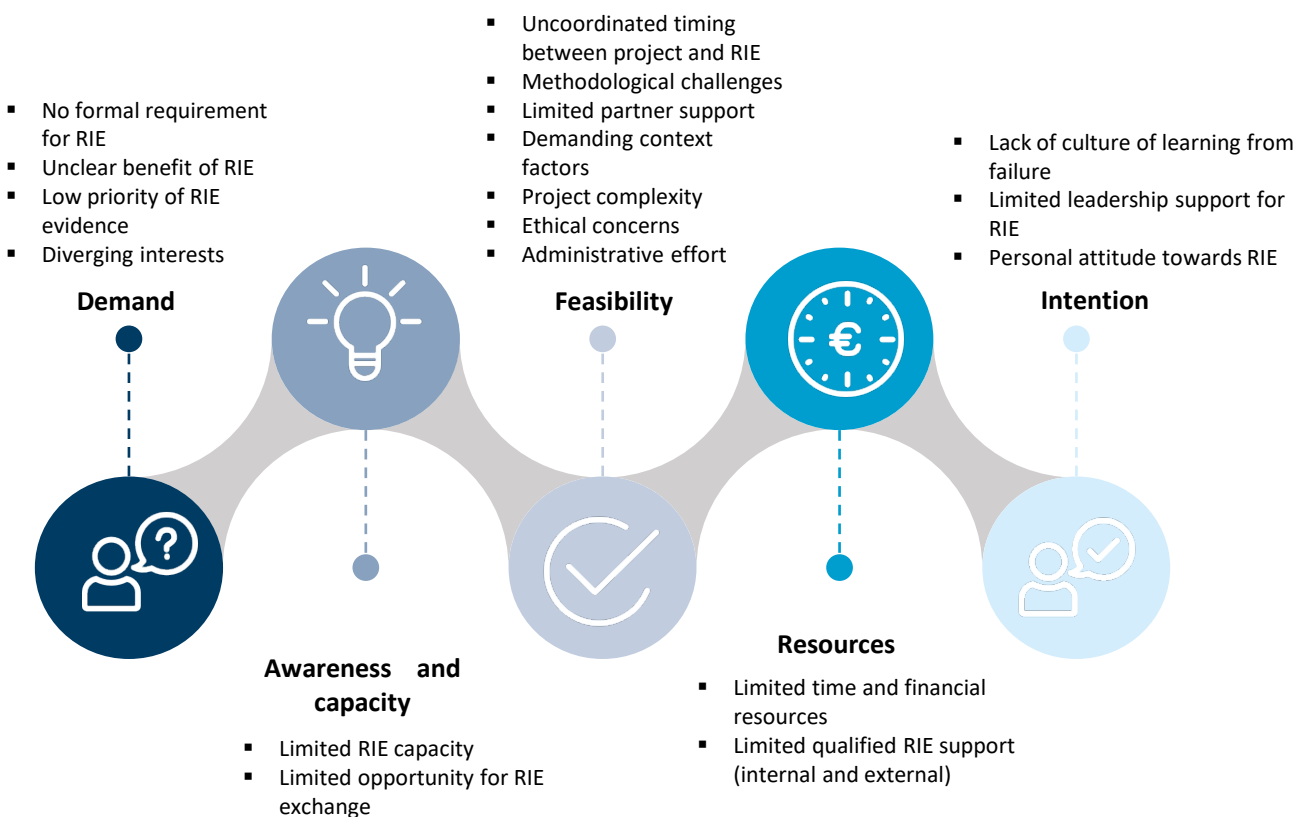 ▪ No formal requirement
for RIE
▪ Unclear benefit of RIE
▪ Low priority of RIE
evidence
▪ Diverging interests
Demand
?
Awareness and
capacity
▪ Limited RIE capacity
▪ Limited opportunity for RIE
exchange
▪ Uncoordinated timing
between project and RIE
▪ Methodological challenges
▪ Limited partner support
▪ Demanding context
factors
▪ Project complexity
▪ Ethical concerns
▪ Administrative effort
Feasibility
€
Resources
▪ Limited time and financial
resources
▪ Limited qualified RIE support
(internal and external)
▪ Lack of culture of learning from
failure
▪ Limited leadership support for
RIE
▪ Personal attitude towards RIE
Intention